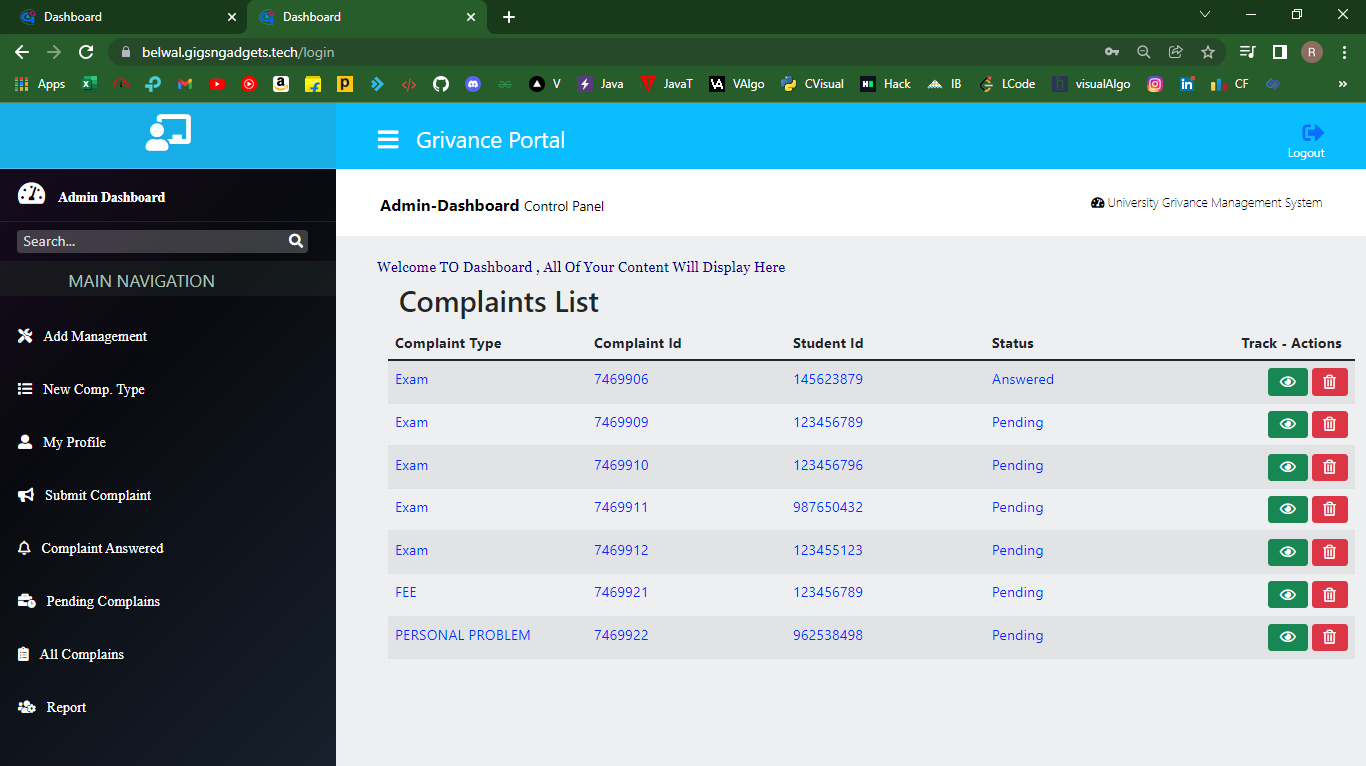 Dashboard
Dashboard
belwal.gigsngadgets.tech/login
R
Apps
V
Java
JavaT
VAlgo
CVisual
Hack
IB
LCode
visualAlgo
CF
Grivance Portal
Logout
Admin Dashboard
Admin-Dashboard Control Panel
University Grivance Management System
Search...
MAIN NAVIGATION
Add Management
New Comp. Type
My Profile
Submit Complaint
Complaint Answered
Pending Complains
All Complains
Report
Welcome TO Dashboard , All Of Your Content Will Display Here
Complaints List
Complaint Type Complaint Id Student Id Status Track - Actions
Exam 7469906 145623879 Answered
Exam 7469909 123456789 Pending
Exam 7469910 123456796 Pending
Exam 7469911 987650432 Pending
Exam 7469912 123455123 Pending
FEE 7469921 123456789 Pending
PERSONAL PROBLEM 7469922 962538498 Pending